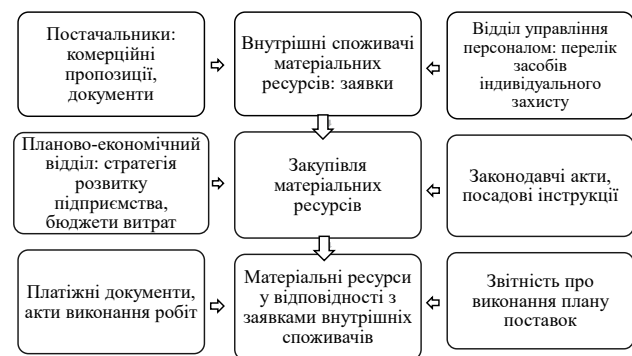 Постачальники:
комерційні
пропозиції,
документи
Внутрішні споживачі
матеріальних
ресурсів: заявки
Відділ управління
персоналом: перелік
засобів
індивідуального
захисту
Планово-економічний
відділ: стратегія
розвитку
підприємства,
бюджети витрат
Закупівля
матеріальних
ресурсів
Законодавчі акти,
посадові інструкції
Платіжні документи,
акти виконання робіт
Матеріальні ресурси
у відповідності з
заявками внутрішніх
споживачів
Звітність про
виконання плану
поставок